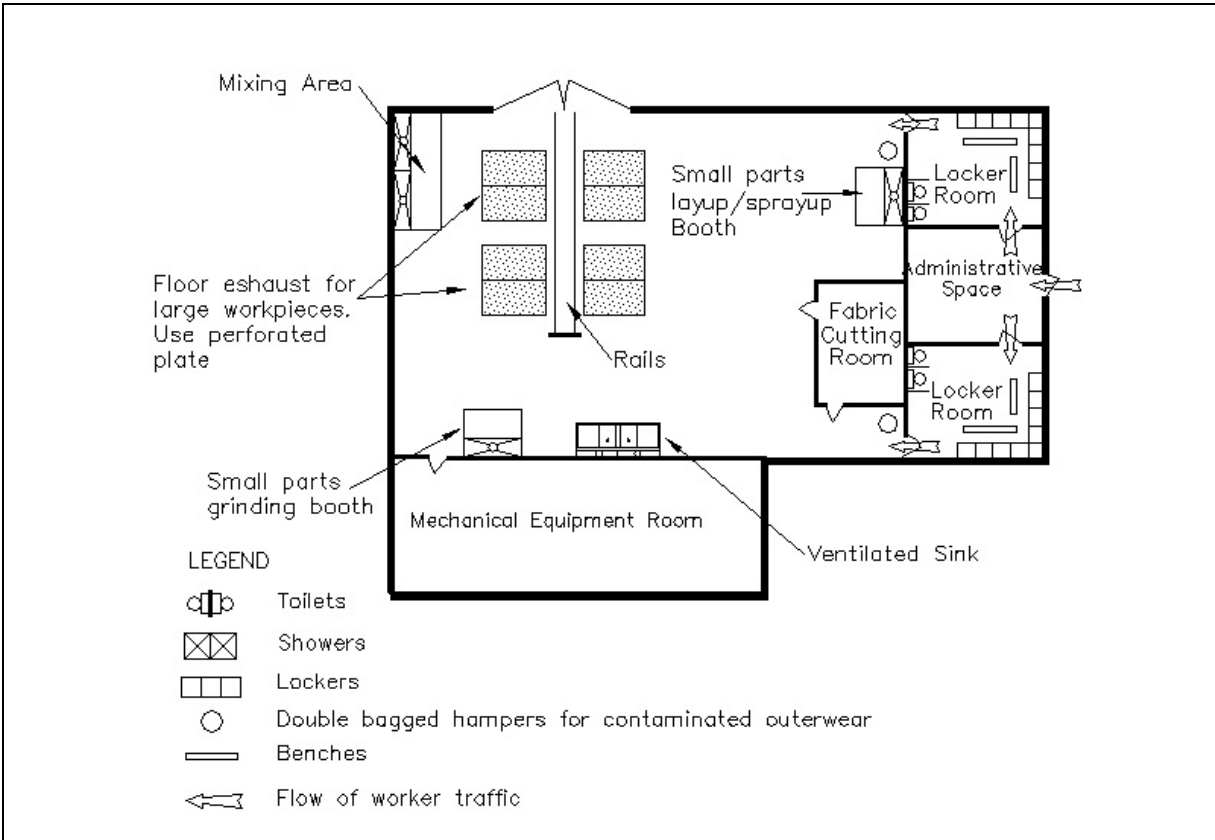 Mixing Area
Small parts
layup/sprayup
Booth
Locker
Room
Administrative
Space
Floor eshaust for
large workpieces.
Use perforated
plate
Fabric
Cutting
Room
Rails
Locker
Room
Small parts
grinding booth
Mechanical Equipment Room
Ventilated Sink
LEGEND
Toilets
Showers
Lockers
Double bagged hampers for contaminated outerwear
Benches
Flow of worker traffic